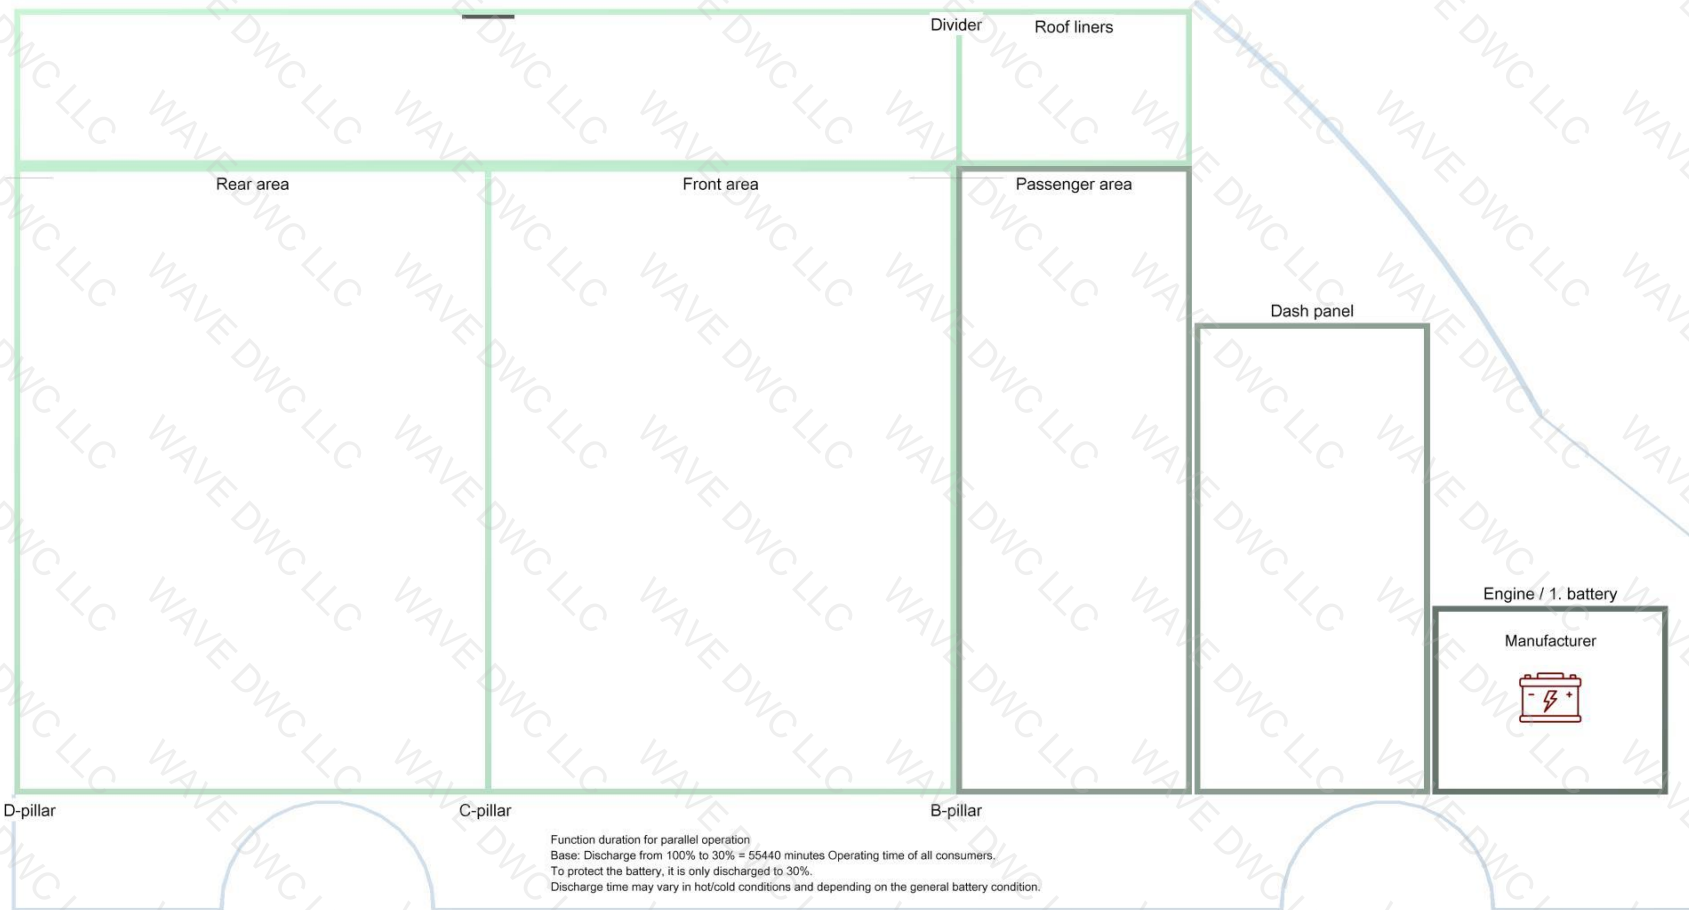 Divider
Roof liners
Rear area
Front area
Passenger area
Dash panel
Engine / 1. battery
Manufacturer
D-pillar
C-pillar
B-pillar
Function duration for parallel operation
Base: Discharge from 100% to 30% = 55440 minutes Operating time of all consumers.
To protect the battery, it is only discharged to 30%.
Discharge time may vary in hot/cold conditions and depending on the general battery condition.
WAVE DWC LLC